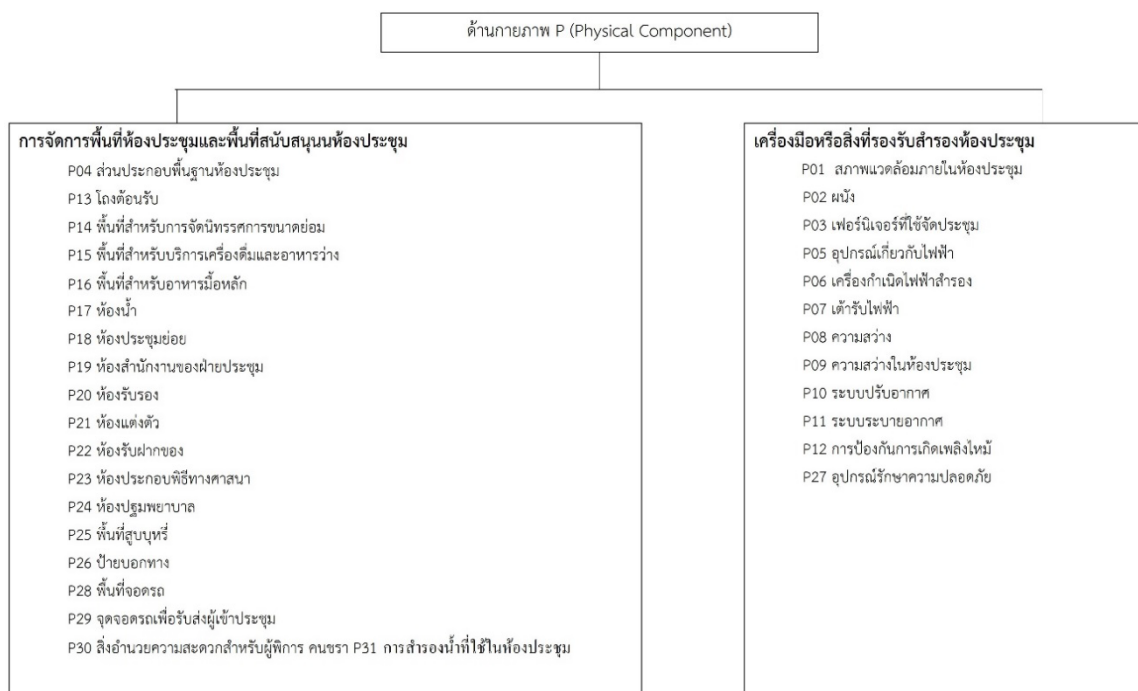 ด้านกายภาพ P (Physical Component)
การจัดการพื้นที่ห้องประชุมและพื้นที่สนับสนุนนห้องประชุม
P04 ส่วนประกอบพื้นฐานห้องประชุม
P13 โถงต้อนรับ
P14 พื้นที่สำหรับการจัดนิทรรศการขนาดย่อม
P15 พื้นที่สำหรับบริการเครื่องดื่มและอาหารว่าง
P16 พื้นที่สำหรับอาหารมื้อหลัก
P17 ห้องน้ำ
P18 ห้องประชุมย่อย
P19 ห้องสำนักงานของฝ่ายประชุม
P20 ห้องรับรอง
P21 ห้องแต่งตัว
P22 ห้องรับฝากของ
P23 ห้องประกอบพิธีทางศาสนา
P24 ห้องปฐมพยาบาล
P25 พื้นที่สูบบุหรี่
P26 ป้ายบอกทาง
P28 พื้นที่จอดรถ
P29 จุดจอดรถเพื่อรับส่งผู้เข้าประชุม
P30 สิ่งอำนวยความสะดวกสำหรับผู้พิการ คนชรา P31 การสำรองน้ำที่ใช้ในห้องประชุม
เครื่องมือหรือสิ่งที่รองรับสำรองห้องประชุม
P01 สภาพแวดล้อมภายในห้องประชุม
P02 ผนัง
P03 เฟอร์นิเจอร์ที่ใช้จัดประชุม
P05 อุปกรณ์เกี่ยวกับไฟฟ้า
P06 เครื่องกำเนิดไฟฟ้าสำรอง
P07 เต้ารับไฟฟ้า
P08 ความสว่าง
P09 ความสว่างในห้องประชุม
P10 ระบบปรับอากาศ
P11 ระบบระบายอากาศ
P12 การป้องกันการเกิดเพลิงไหม้
P27 อุปกรณ์รักษาความปลอดภัย